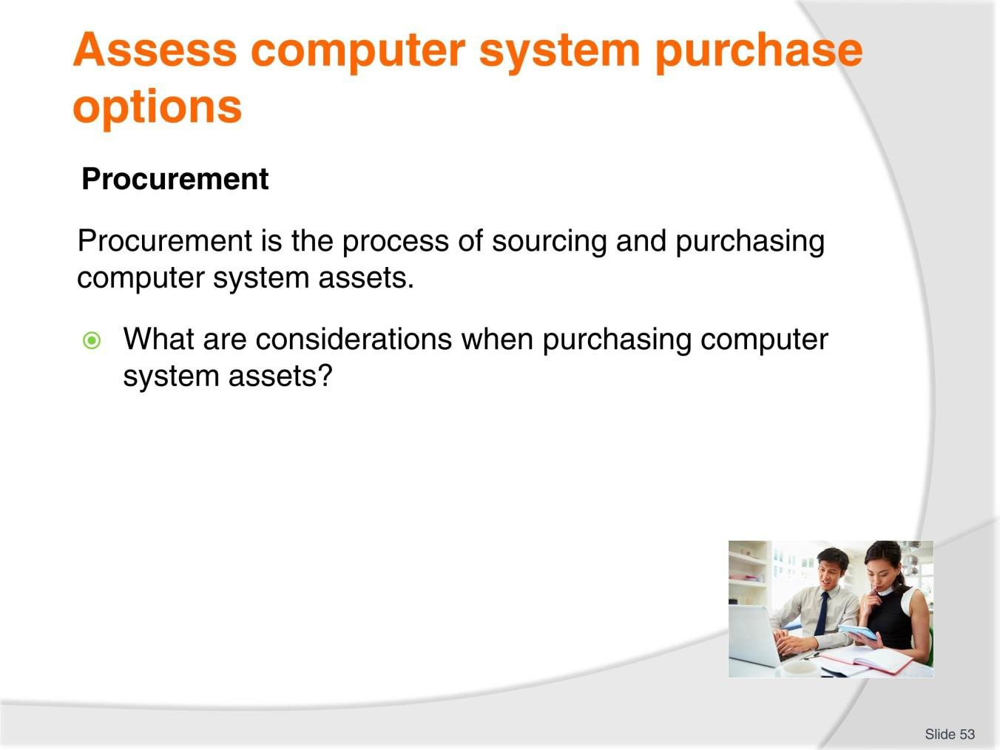 Assess computer system purchase
options
Procurement
Procurement is the process of sourcing and purchasing
computer system assets.
What are considerations when purchasing computer
system assets?
Slide 53